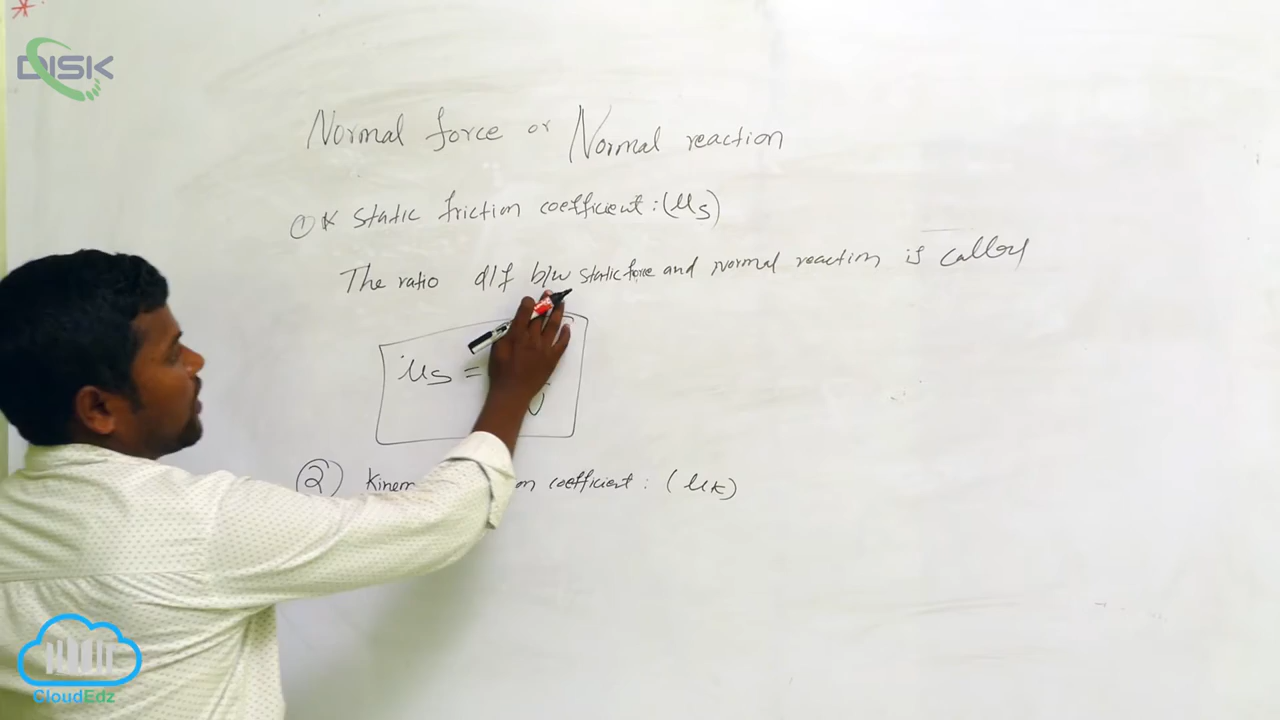 DISK
Normal force or Normal reaction
① * Static friction coefficient : (μs)
The ratio d/f b/w static force and Normal reaction is called
μs =
② coefficient : (μk)
CloudEdz